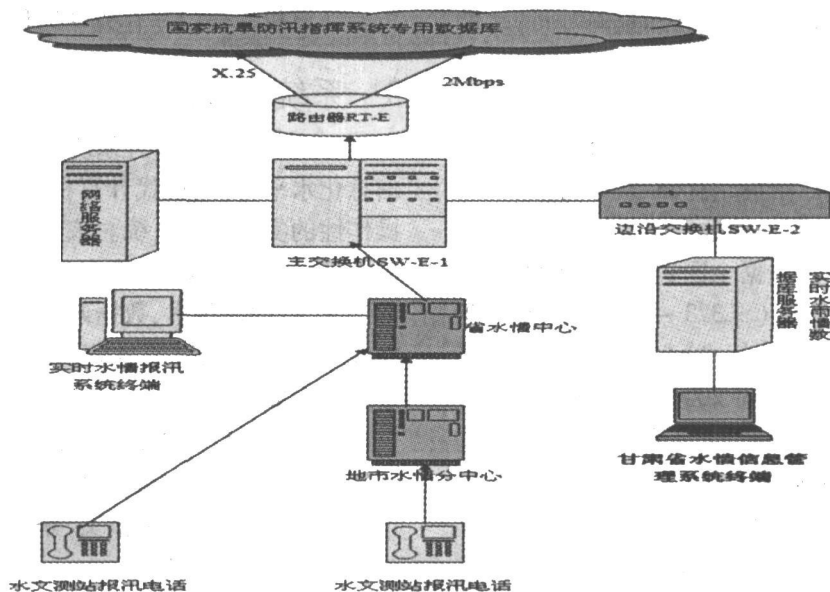 国家抗旱防汛指挥系统专用数据库
X.25
2Mbps
路由器RT-E
网络服务器
主交换机SW-E-1
边沿交换机SW-E-2
实时水雨情数
据库服务器
实时水情报汛
系统终端
省水情中心
地市水情分中心
甘肃省水情信息管
理系统终端
水文测站报汛电话
水文测站报汛电话